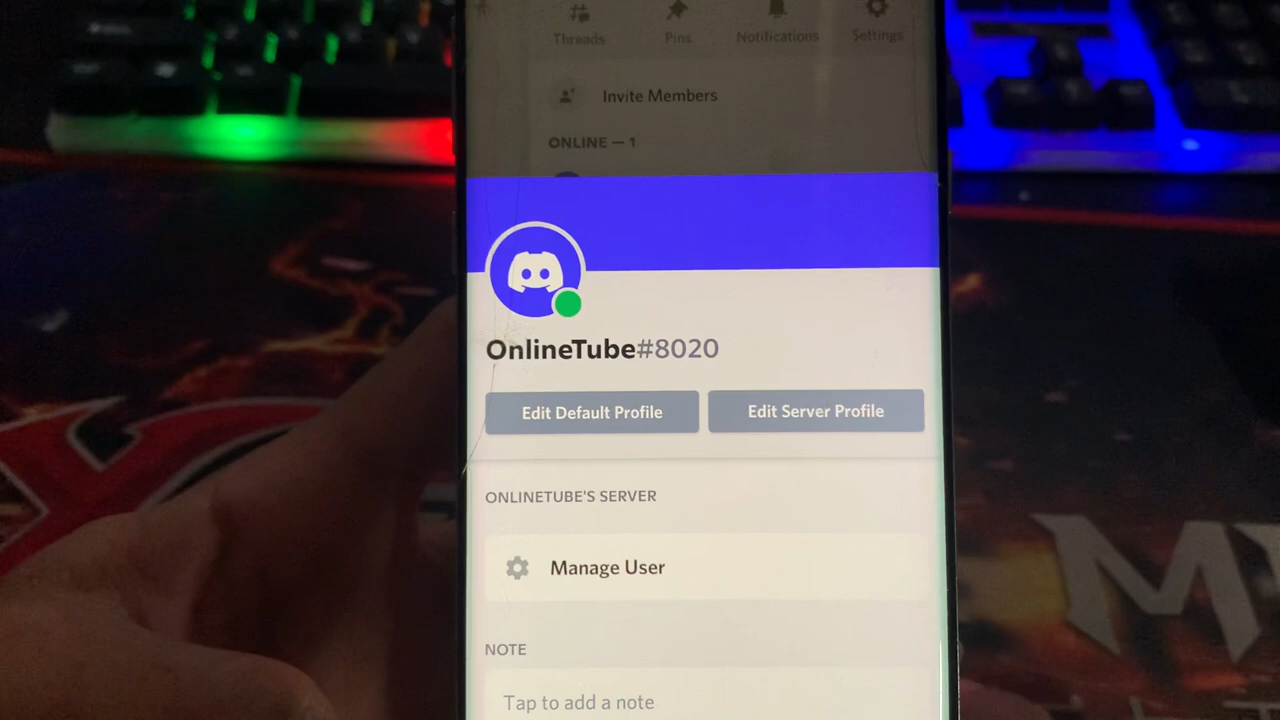 Threads Pins Notifications Settings
Invite Members
ONLINE — 1
OnlineTube#8020
Edit Default Profile Edit Server Profile
ONLINETUBE'S SERVER
Manage User
NOTE
Tap to add a note